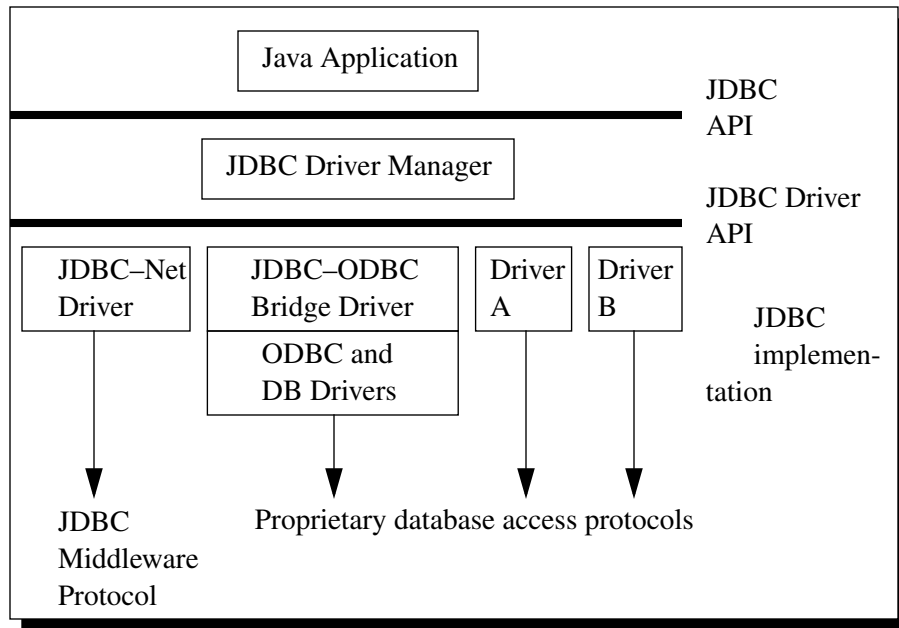 Java Application
JDBC
API
JDBC Driver Manager
JDBC Driver
API
JDBC–Net
Driver
JDBC–ODBC
Bridge Driver
ODBC and
DB Drivers
Driver
A
Driver
B
JDBC
implemen-
tation
JDBC
Middleware
Protocol
Proprietary database access protocols